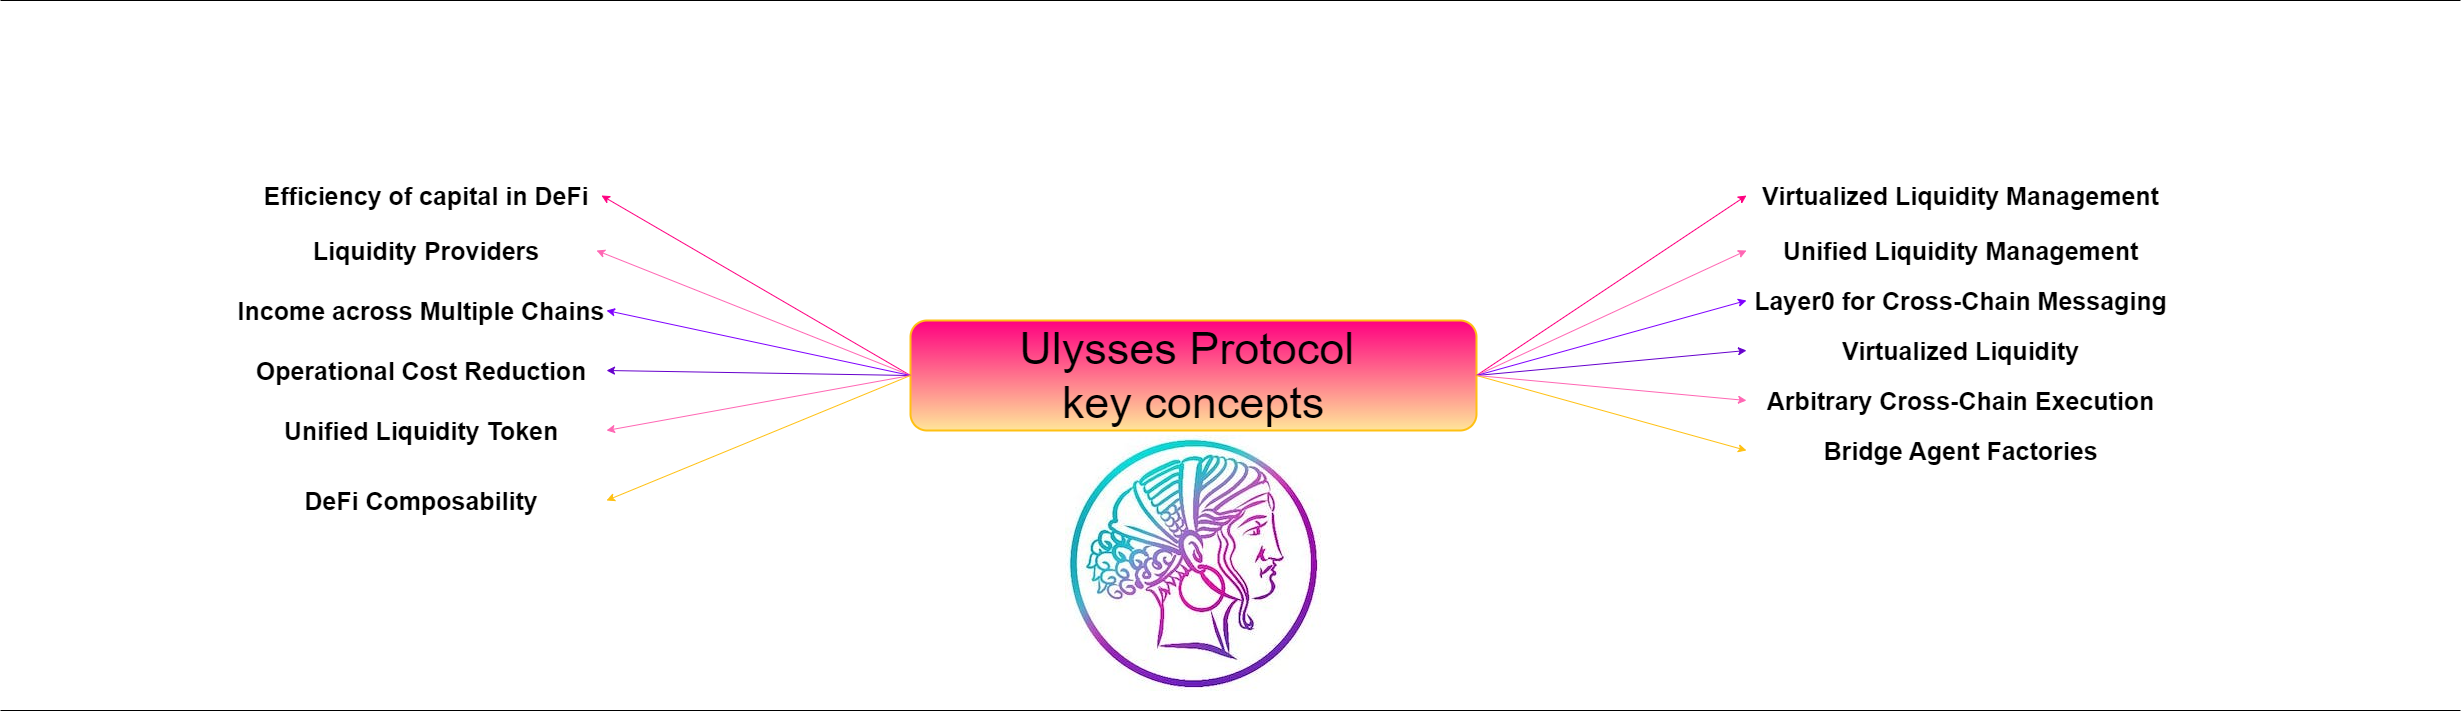 Efficiency of capital in DeFi
Liquidity Providers
Income across Multiple Chains
Operational Cost Reduction
Unified Liquidity Token
DeFi Composability
Ulysses Protocol
key concepts
Virtualized Liquidity Management
Unified Liquidity Management
Layer0 for Cross-Chain Messaging
Virtualized Liquidity
Arbitrary Cross-Chain Execution
Bridge Agent Factories